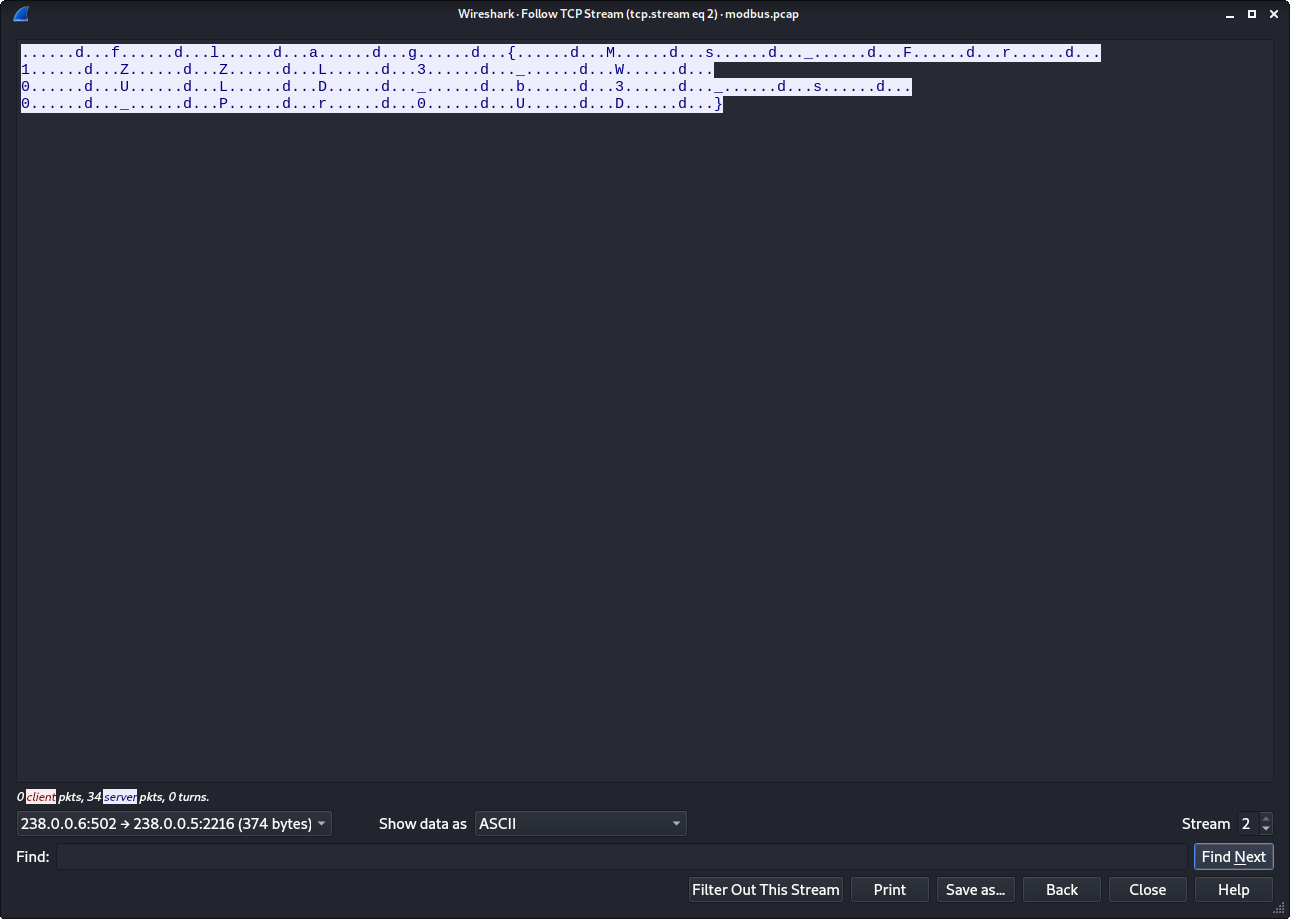 Wireshark · Follow TCP Stream (tcp.stream eq 2) · modbus.pcap
......d...f......d...l......d...a......d...g......d...{......d...M......d...s......d..._......d...F......d...r......d...
1......d...Z......d...Z......d...L......d...3......d..._......d...W......d...
0......d...U......d...L......d...D......d..._......d...b......d...3......d..._......d...s......d...
0......d..._......d...P......d...r......d...0......d...U......d...D......d...}
0 client pkts, 34 server pkts, 0 turns.
238.0.0.6:502 → 238.0.0.5:2216 (374 bytes) Show data as ASCII Stream 2
Find: Find Next
Filter Out This Stream Print Save as... Back Close Help